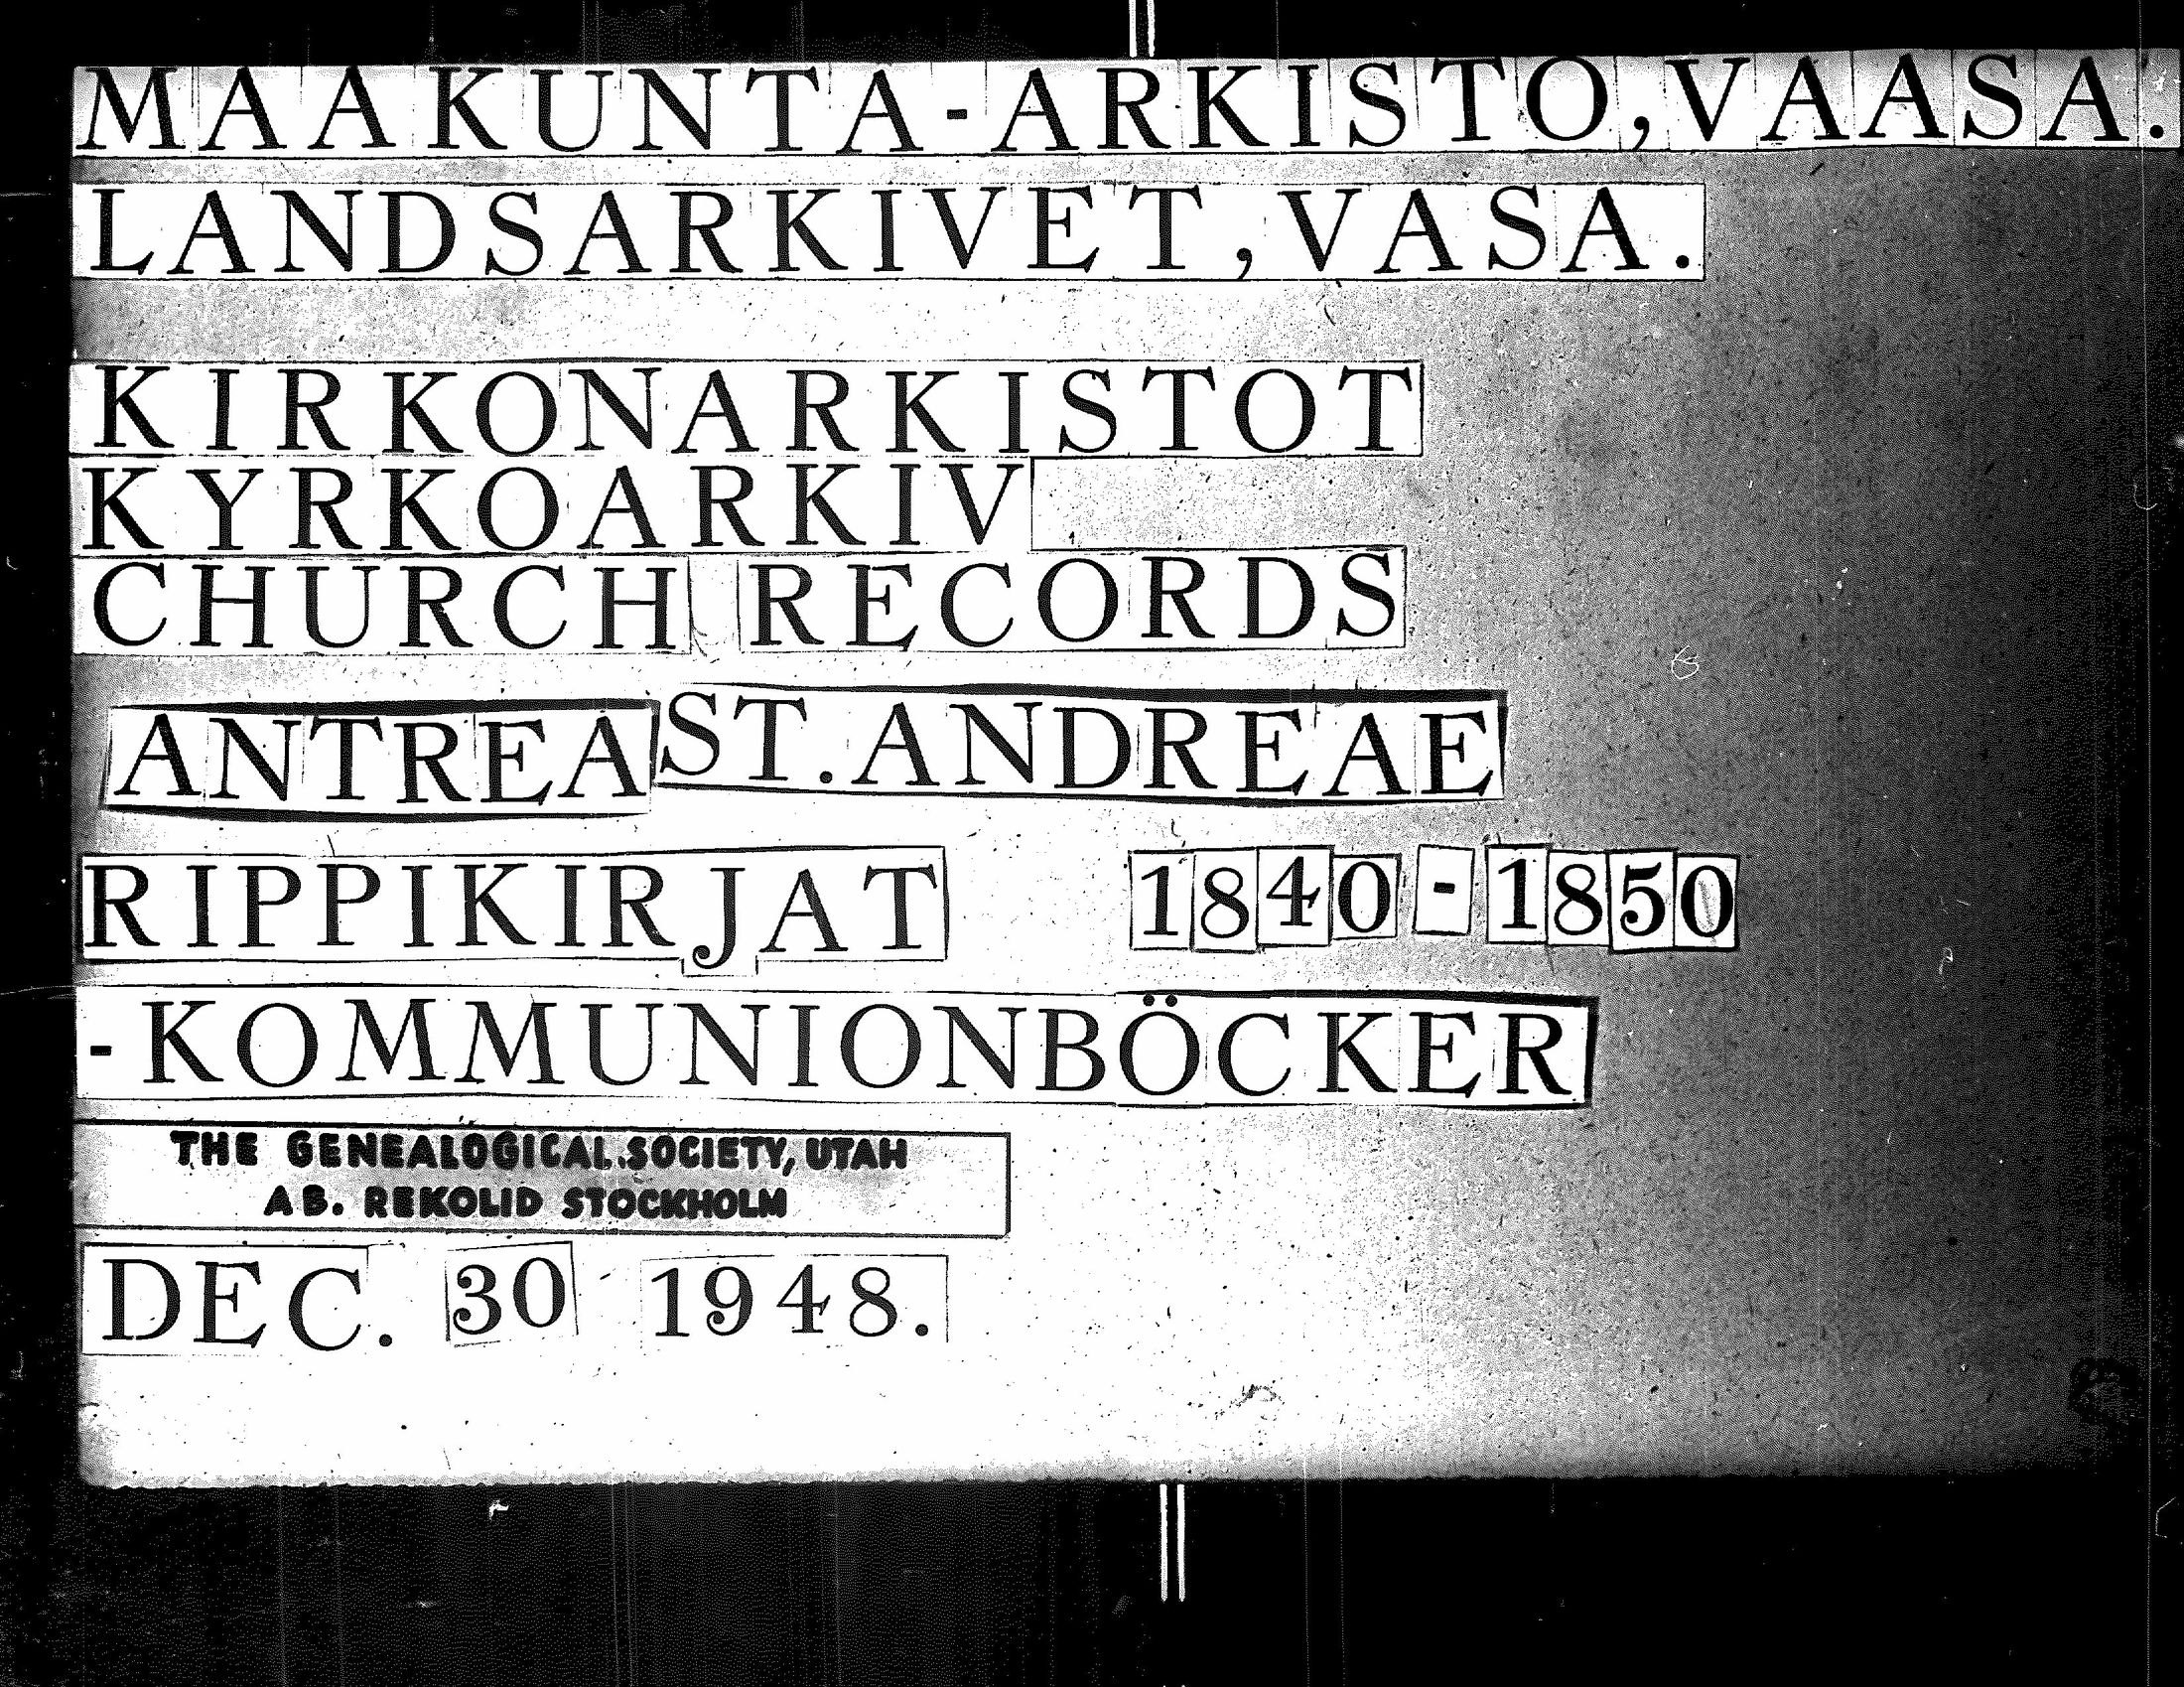 MAAKUNTA-ARKISTO, VAASA.
LANDSARKIVET, VASA.
KIRKONARKISTOT
KYRKOARKIV
CHURCH RECORDS
ANTREA ST. ANDREAE
RIPPIKIRJAT 1840-1850
-KOMMUNIONBÖCKER
THE GENEALOGICAL SOCIETY, UTAH
AB. REKOLID STOCKHOLM
DEC. 30 1948.